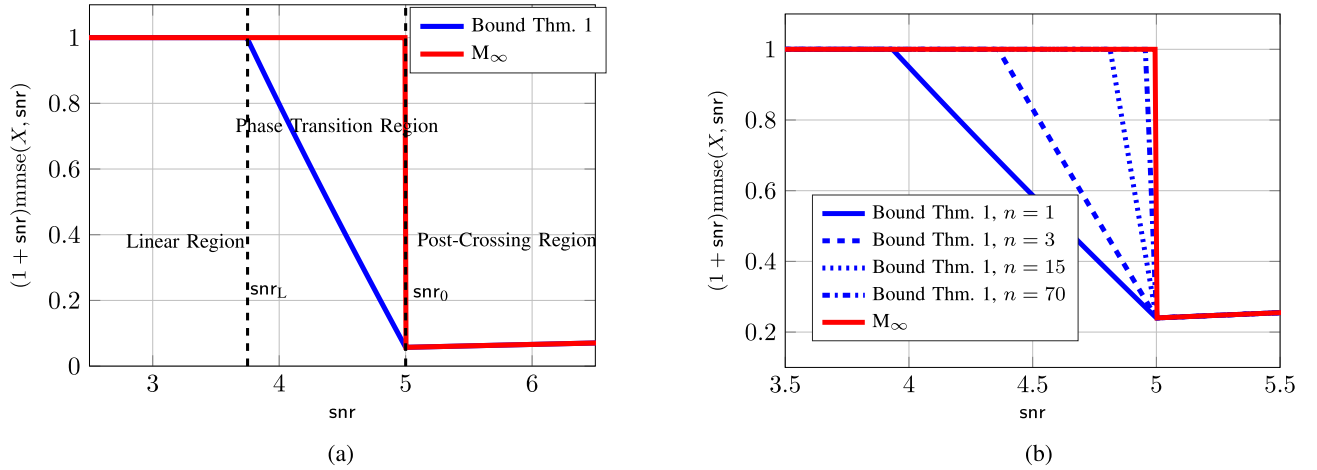 Bound Thm. 1
M∞
1
0.8
0.6
0.4
0.2
0
Phase Transition Region
Linear Region
Post-Crossing Region
snrL
snr0
3
4
5
6
snr
(1 + snr)mmse(X, snr)
(a)
1
0.8
0.6
0.4
0.2
Bound Thm. 1, n = 1
Bound Thm. 1, n = 3
Bound Thm. 1, n = 15
Bound Thm. 1, n = 70
M∞
3.5
4
4.5
5
5.5
snr
(1 + snr)mmse(X, snr)
(b)